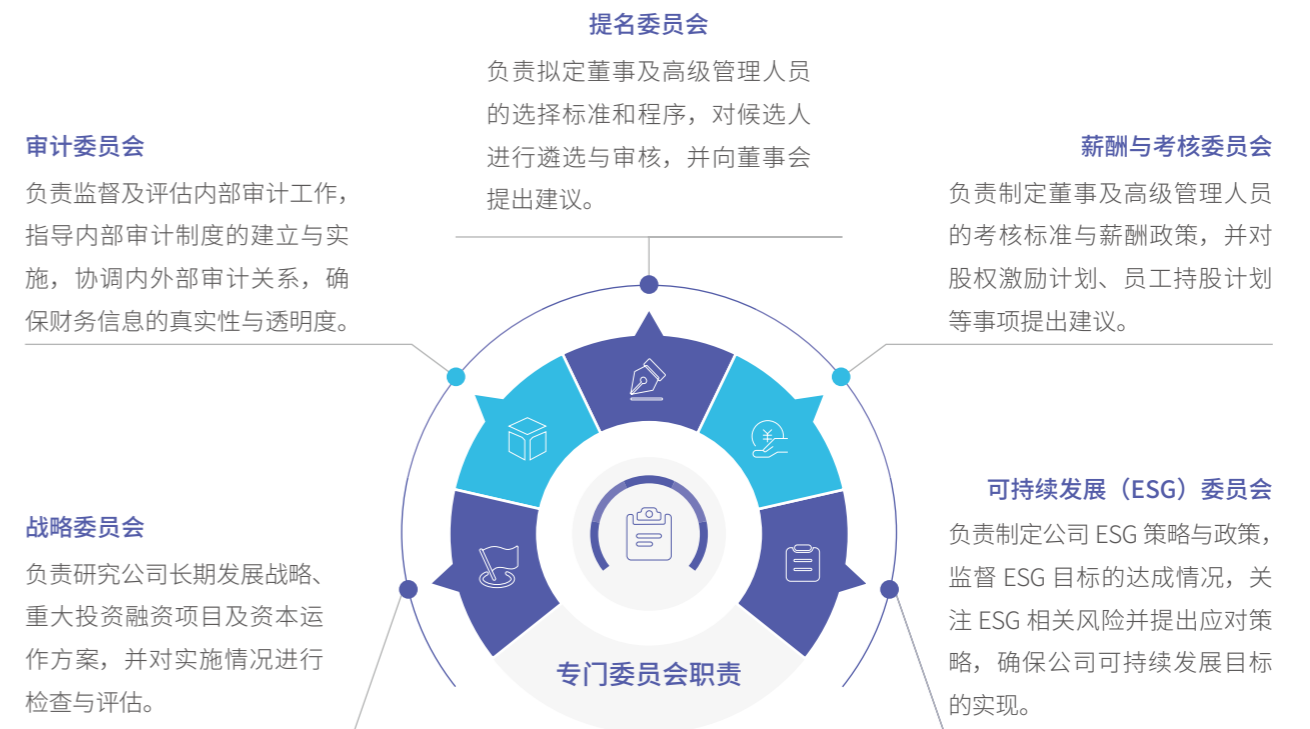 提名委员会
负责拟定董事及高级管理人员
的选择标准和程序，对候选人
进行遴选与审核，并向董事会
提出建议。
审计委员会
负责监督及评估内部审计工作，
指导内部审计制度的建立与实
施，协调内外部审计关系，确
保财务信息的真实性与透明度。
薪酬与考核委员会
负责制定董事及高级管理人员
的考核标准与薪酬政策，并对
股权激励计划、员工持股计划
等事项提出建议。
战略委员会
负责研究公司长期发展战略、
重大投资融资项目及资本运
作方案，并对实施情况进行
检查与评估。
可持续发展（ESG）委员会
负责制定公司 ESG 策略与政策，
监督 ESG 目标的达成情况，关
注 ESG 相关风险并提出应对策
略，确保公司可持续发展目标
的实现。
¥
专门委员会职责